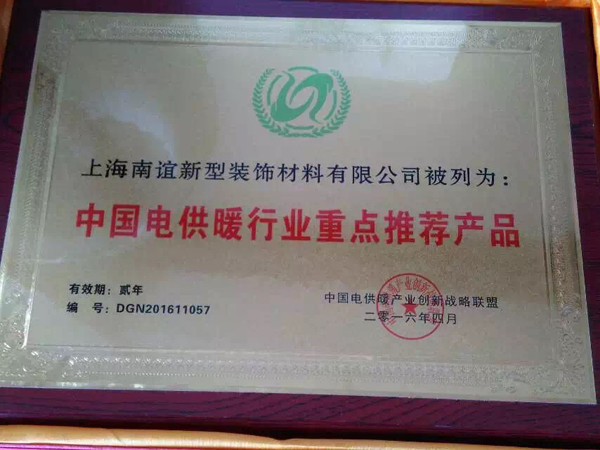 上海南谊新型装饰材料有限公司被列为：
中国电供暖行业重点推荐产品
有效期：贰年
编 号：DGN201611057
中国电供暖产业创新战略联盟
二零一六年四月